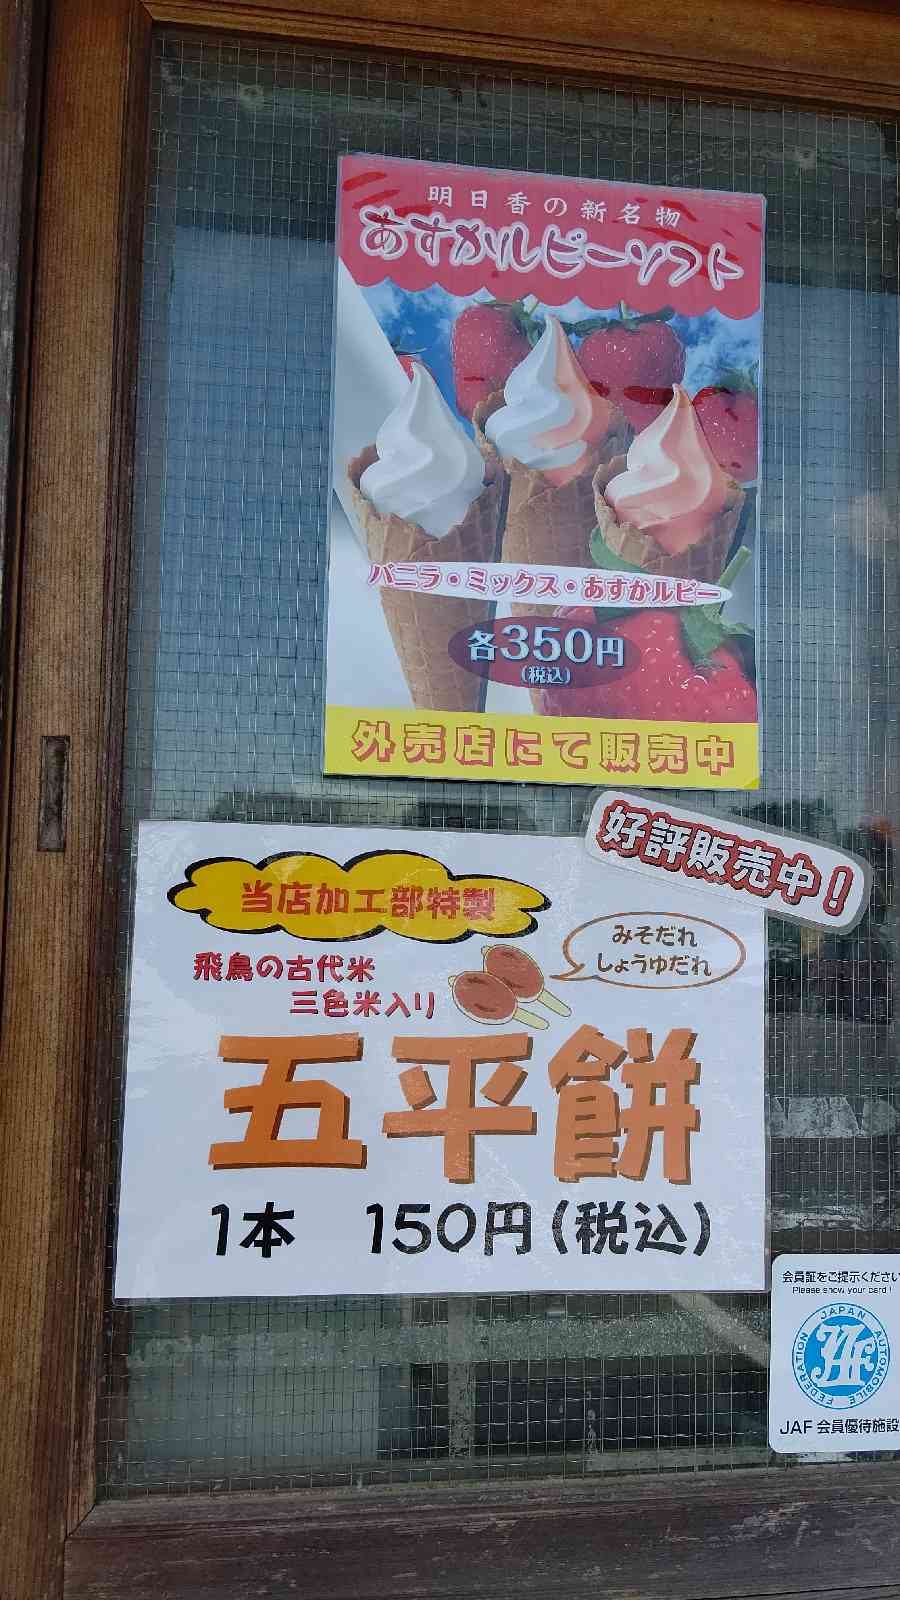 明日香の新名物
あすかルビーソフト
バニラ・ミックス・あすかルビー
各350円
(税込)
外売店にて販売中
好評販売中！
当店加工部特製
飛鳥の古代米
三色米入り
みそだれ
しょうゆだれ
五平餅
1本 150円(税込)
会員証をご提示ください
Please show your card!
JAPAN AUTOMOBILE FEDERATION
JAF
JAF 会員優待施設